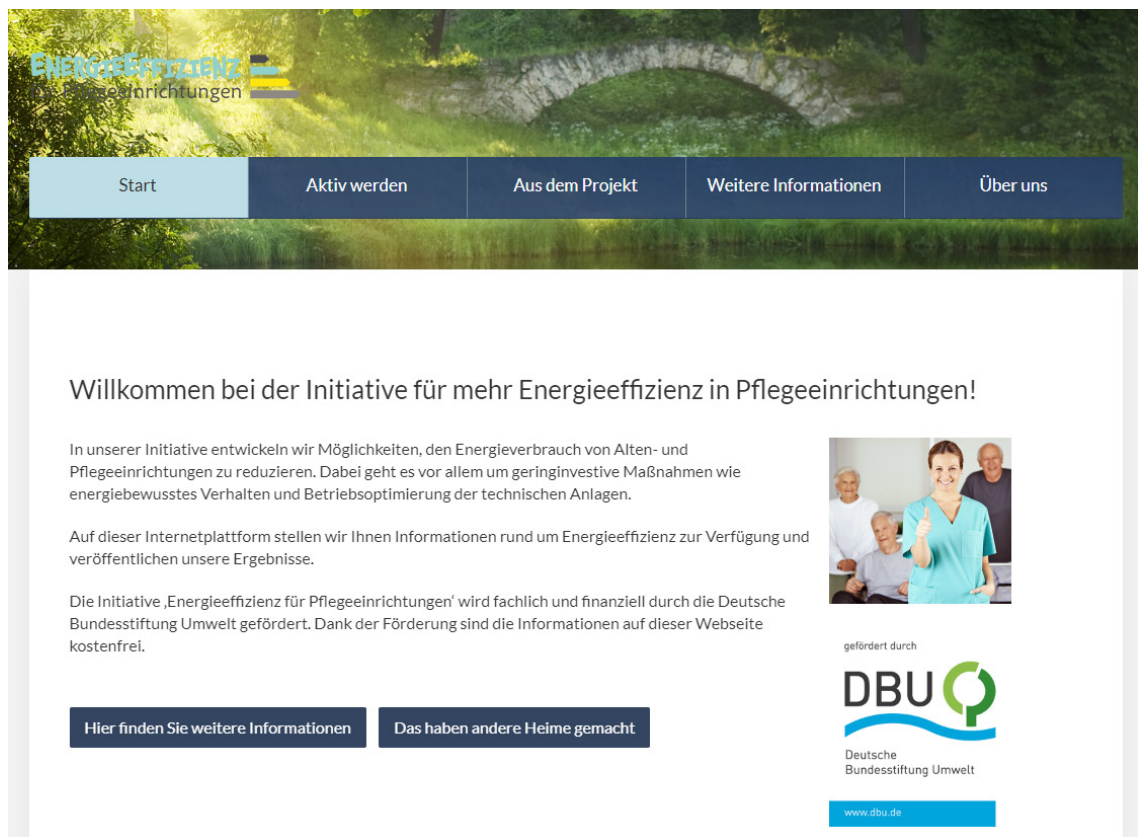 ENERGIEEFFIZIENZ
für Pflegeeinrichtungen
Start
Aktiv werden
Aus dem Projekt
Weitere Informationen
Über uns
Willkommen bei der Initiative für mehr Energieeffizienz in Pflegeeinrichtungen!
In unserer Initiative entwickeln wir Möglichkeiten, den Energieverbrauch von Alten- und
Pflegeeinrichtungen zu reduzieren. Dabei geht es vor allem um geringinvestive Maßnahmen wie
energiebewusstes Verhalten und Betriebsoptimierung der technischen Anlagen.
Auf dieser Internetplattform stellen wir Ihnen Informationen rund um Energieeffizienz zur Verfügung und
veröffentlichen unsere Ergebnisse.
Die Initiative ‚Energieeffizienz für Pflegeeinrichtungen‘ wird fachlich und finanziell durch die Deutsche
Bundesstiftung Umwelt gefördert. Dank der Förderung sind die Informationen auf dieser Webseite
kostenfrei.
Hier finden Sie weitere Informationen
Das haben andere Heime gemacht
gefördert durch
DBU
Deutsche
Bundesstiftung Umwelt
www.dbu.de